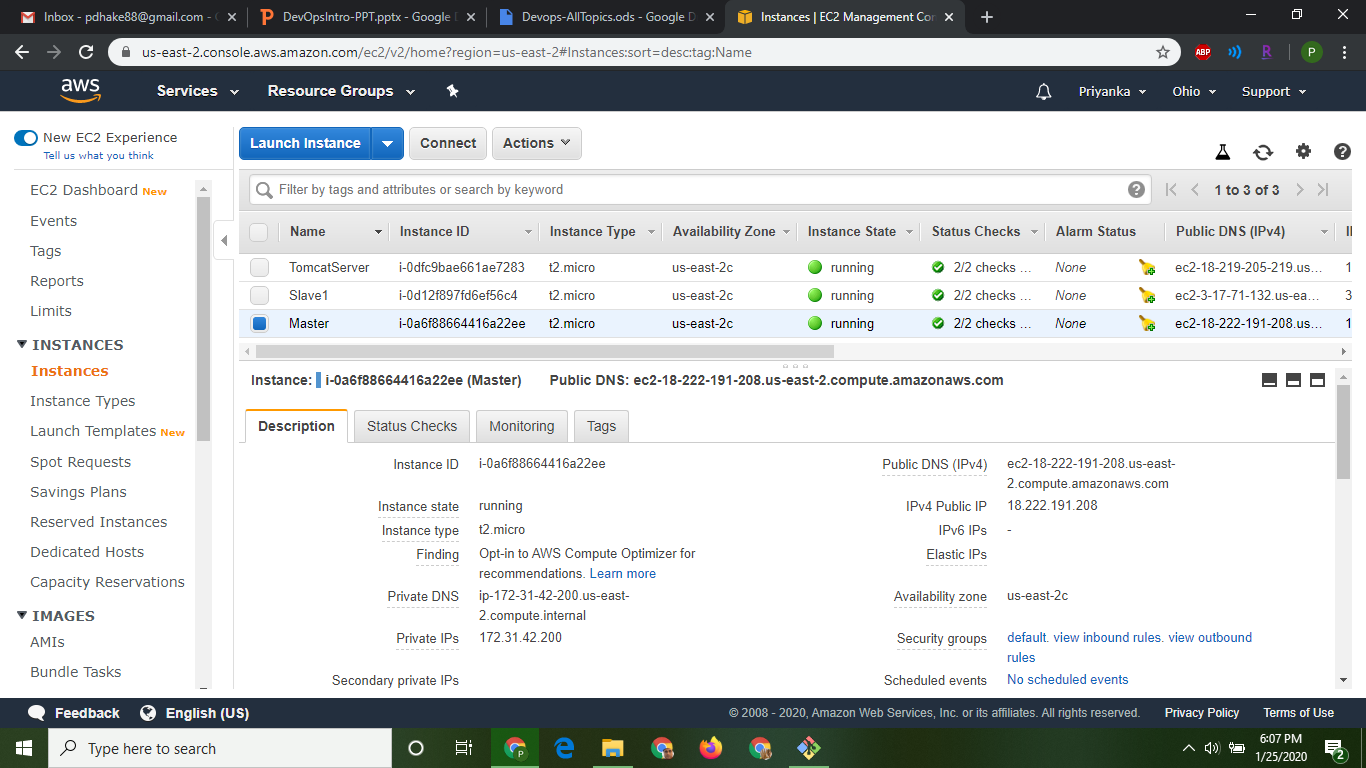 Inbox - pdhake88@gmail.com -
DevOpsIntro-PPT.pptx - Google
Devops-AllTopics.ods - Google D
Instances | EC2 Management Con
us-east-2.console.aws.amazon.com/ec2/v2/home?region=us-east-2#Instances:sort=desc:tag:Name
ABP
R
P
aws
Services
Resource Groups
Priyanka
Ohio
Support
New EC2 Experience
Tell us what you think
Launch Instance
Connect
Actions
EC2 Dashboard New
Events
Tags
Reports
Limits
INSTANCES
Instances
Instance Types
Launch Templates New
Spot Requests
Savings Plans
Reserved Instances
Dedicated Hosts
Capacity Reservations
IMAGES
AMIs
Bundle Tasks
Filter by tags and attributes or search by keyword
1 to 3 of 3
Name Instance ID Instance Type Availability Zone Instance State Status Checks Alarm Status Public DNS (IPv4)
TomcatServer i-0dfc9bae661ae7283 t2.micro us-east-2c running 2/2 checks ... None ec2-18-219-205-219.us... 1
Slave1 i-0d12f897fd6ef56c4 t2.micro us-east-2c running 2/2 checks ... None ec2-3-17-71-132.us-ea... 3
Master i-0a6f88664416a22ee t2.micro us-east-2c running 2/2 checks ... None ec2-18-222-191-208.us... 1
Instance: i-0a6f88664416a22ee (Master) Public DNS: ec2-18-222-191-208.us-east-2.compute.amazonaws.com
Description
Status Checks
Monitoring
Tags
Instance ID i-0a6f88664416a22ee
Instance state running
Instance type t2.micro
Finding Opt-in to AWS Compute Optimizer for
recommendations. Learn more
Private DNS ip-172-31-42-200.us-east-
2.compute.internal
Private IPs 172.31.42.200
Secondary private IPs
Public DNS (IPv4) ec2-18-222-191-208.us-east-
2.compute.amazonaws.com
IPv4 Public IP 18.222.191.208
IPv6 IPs -
Elastic IPs
Availability zone us-east-2c
Security groups default. view inbound rules. view outbound
rules
Scheduled events No scheduled events
Feedback
English (US)
© 2008 - 2020, Amazon Web Services, Inc. or its affiliates. All rights reserved.
Privacy Policy
Terms of Use
Type here to search
6:07 PM
1/25/2020
2